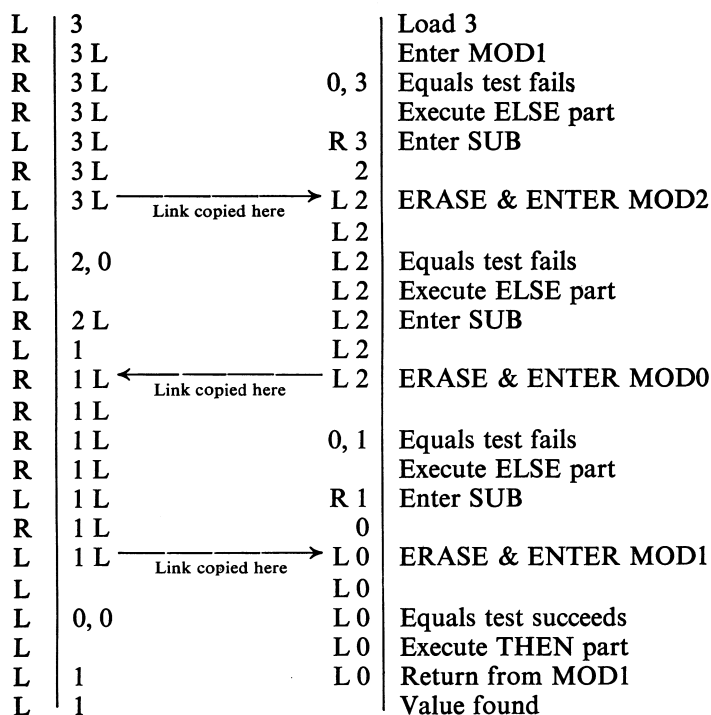 L 3 Load 3
R 3 L Enter MOD1
R 3 L 0, 3 Equals test fails
R 3 L Execute ELSE part
L 3 L R 3 Enter SUB
R 3 L 2
L 3 L Link copied here L 2 ERASE & ENTER MOD2
L L 2
L 2, 0 L 2 Equals test fails
L L 2 Execute ELSE part
R 2 L L 2 Enter SUB
L 1 L 2
R 1 L Link copied here L 2 ERASE & ENTER MOD0
R 1 L
R 1 L 0, 1 Equals test fails
R 1 L Execute ELSE part
L 1 L R 1 Enter SUB
R 1 L 0
L 1 L Link copied here L 0 ERASE & ENTER MOD1
L L 0
L 0, 0 L 0 Equals test succeeds
L L 0 Execute THEN part
L 1 L 0 Return from MOD1
L 1 Value found